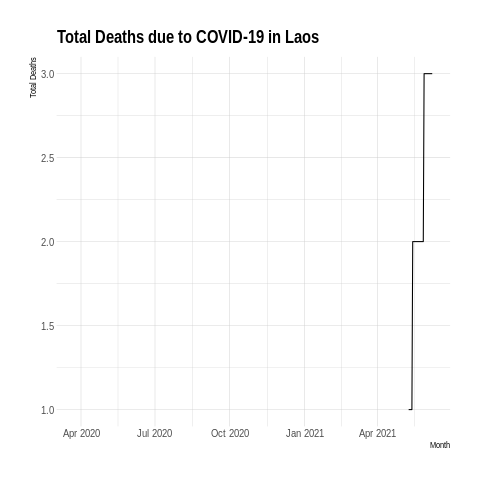 Total Deaths due to COVID-19 in Laos
Total Deaths
3.0
2.5
2.0
1.5
1.0
Apr 2020 Jul 2020 Oct 2020 Jan 2021 Apr 2021
Month